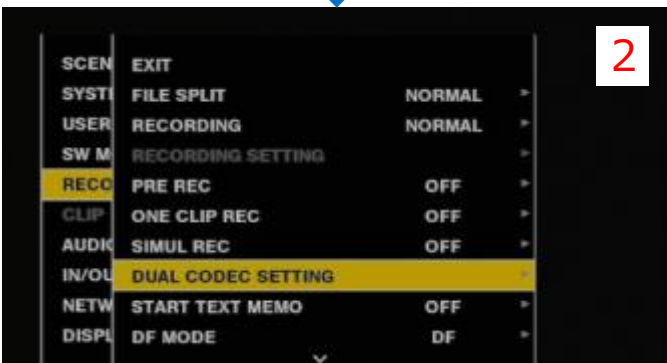 2
SCEN EXIT
SYSTE FILE SPLIT NORMAL
USER RECORDING NORMAL
SW M RECORDING SETTING
RECO PRE REC OFF
CLIP ONE CLIP REC OFF
AUDIO SIMUL REC OFF
IN/OU DUAL CODEC SETTING
NETW START TEXT MEMO OFF
DISPL DF MODE DF